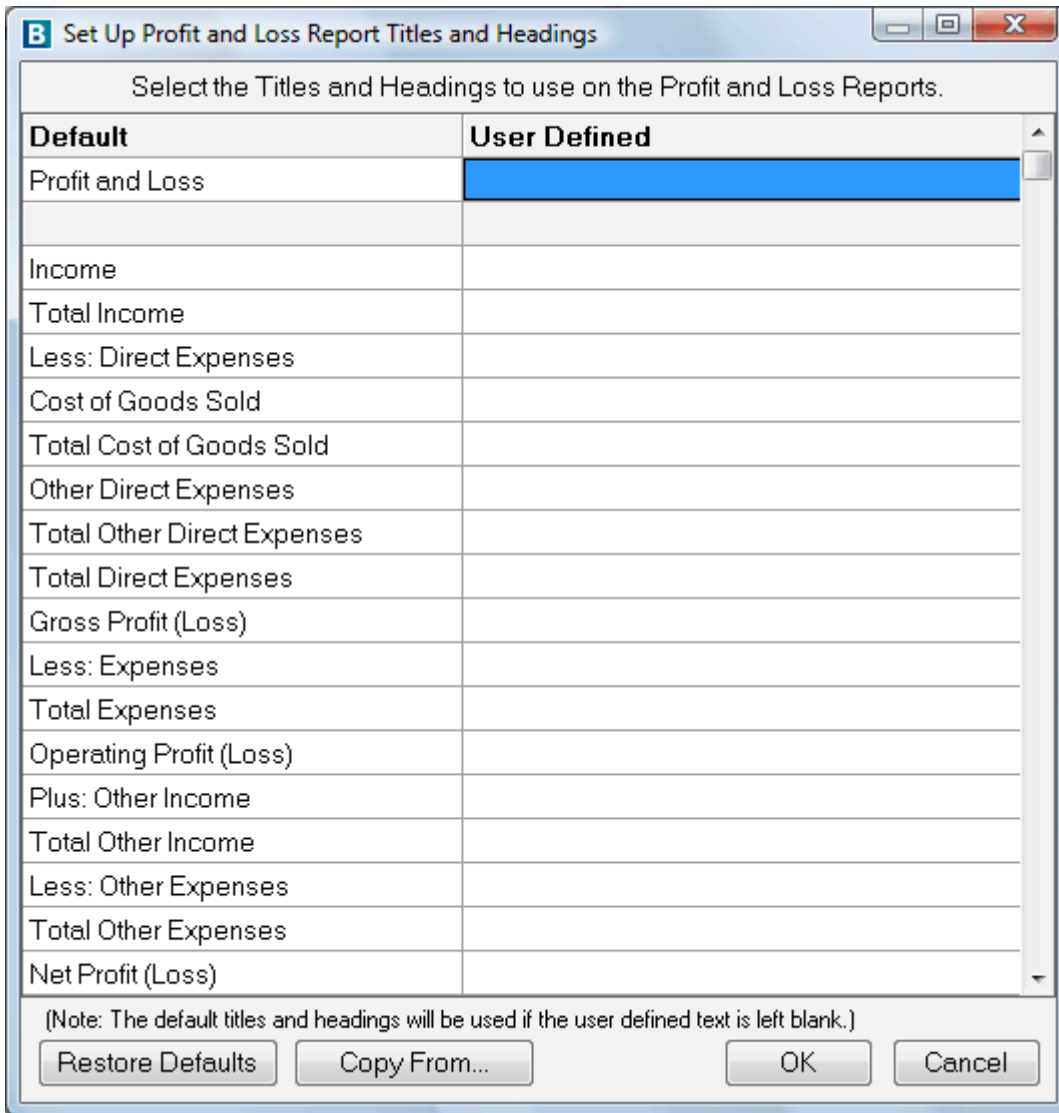 B Set Up Profit and Loss Report Titles and Headings
Select the Titles and Headings to use on the Profit and Loss Reports.
Default User Defined
Profit and Loss
Income
Total Income
Less: Direct Expenses
Cost of Goods Sold
Total Cost of Goods Sold
Other Direct Expenses
Total Other Direct Expenses
Total Direct Expenses
Gross Profit (Loss)
Less: Expenses
Total Expenses
Operating Profit (Loss)
Plus: Other Income
Total Other Income
Less: Other Expenses
Total Other Expenses
Net Profit (Loss)
(Note: The default titles and headings will be used if the user defined text is left blank.)
Restore Defaults Copy From... OK Cancel